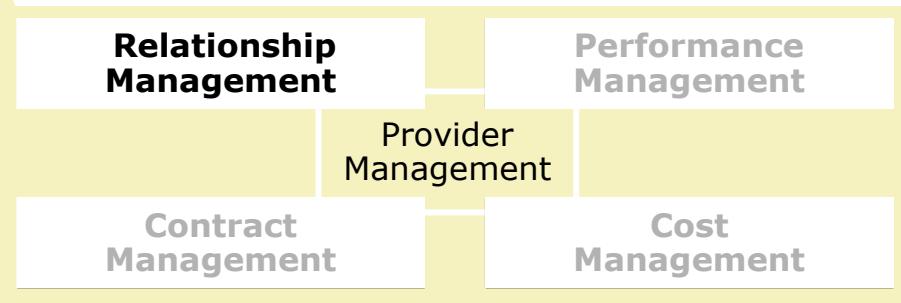 Relationship
Management
Performance
Management
Provider
Management
Contract
Management
Cost
Management